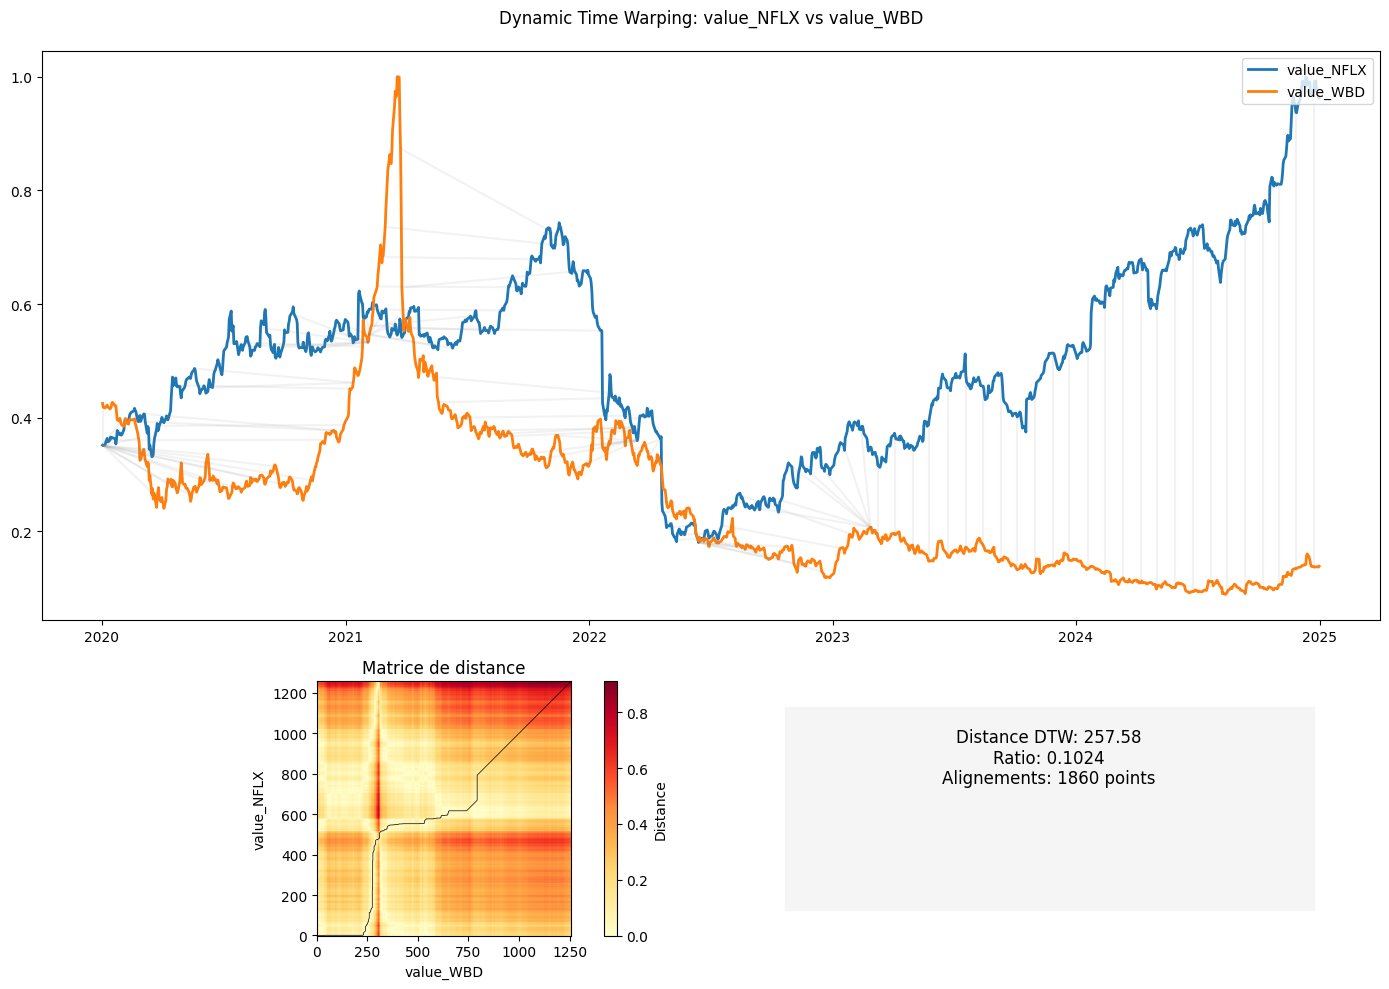 Dynamic Time Warping: value_NFLX vs value_WBD
value_NFLX
value_WBD
1.0
0.8
0.6
0.4
0.2
2020 2021 2022 2023 2024 2025
Matrice de distance
value_NFLX
1200
1000
800
600
400
200
0
0 250 500 750 1000 1250
value_WBD
0.8
0.6
0.4
0.2
0.0
Distance
Distance DTW: 257.58
Ratio: 0.1024
Alignements: 1860 points